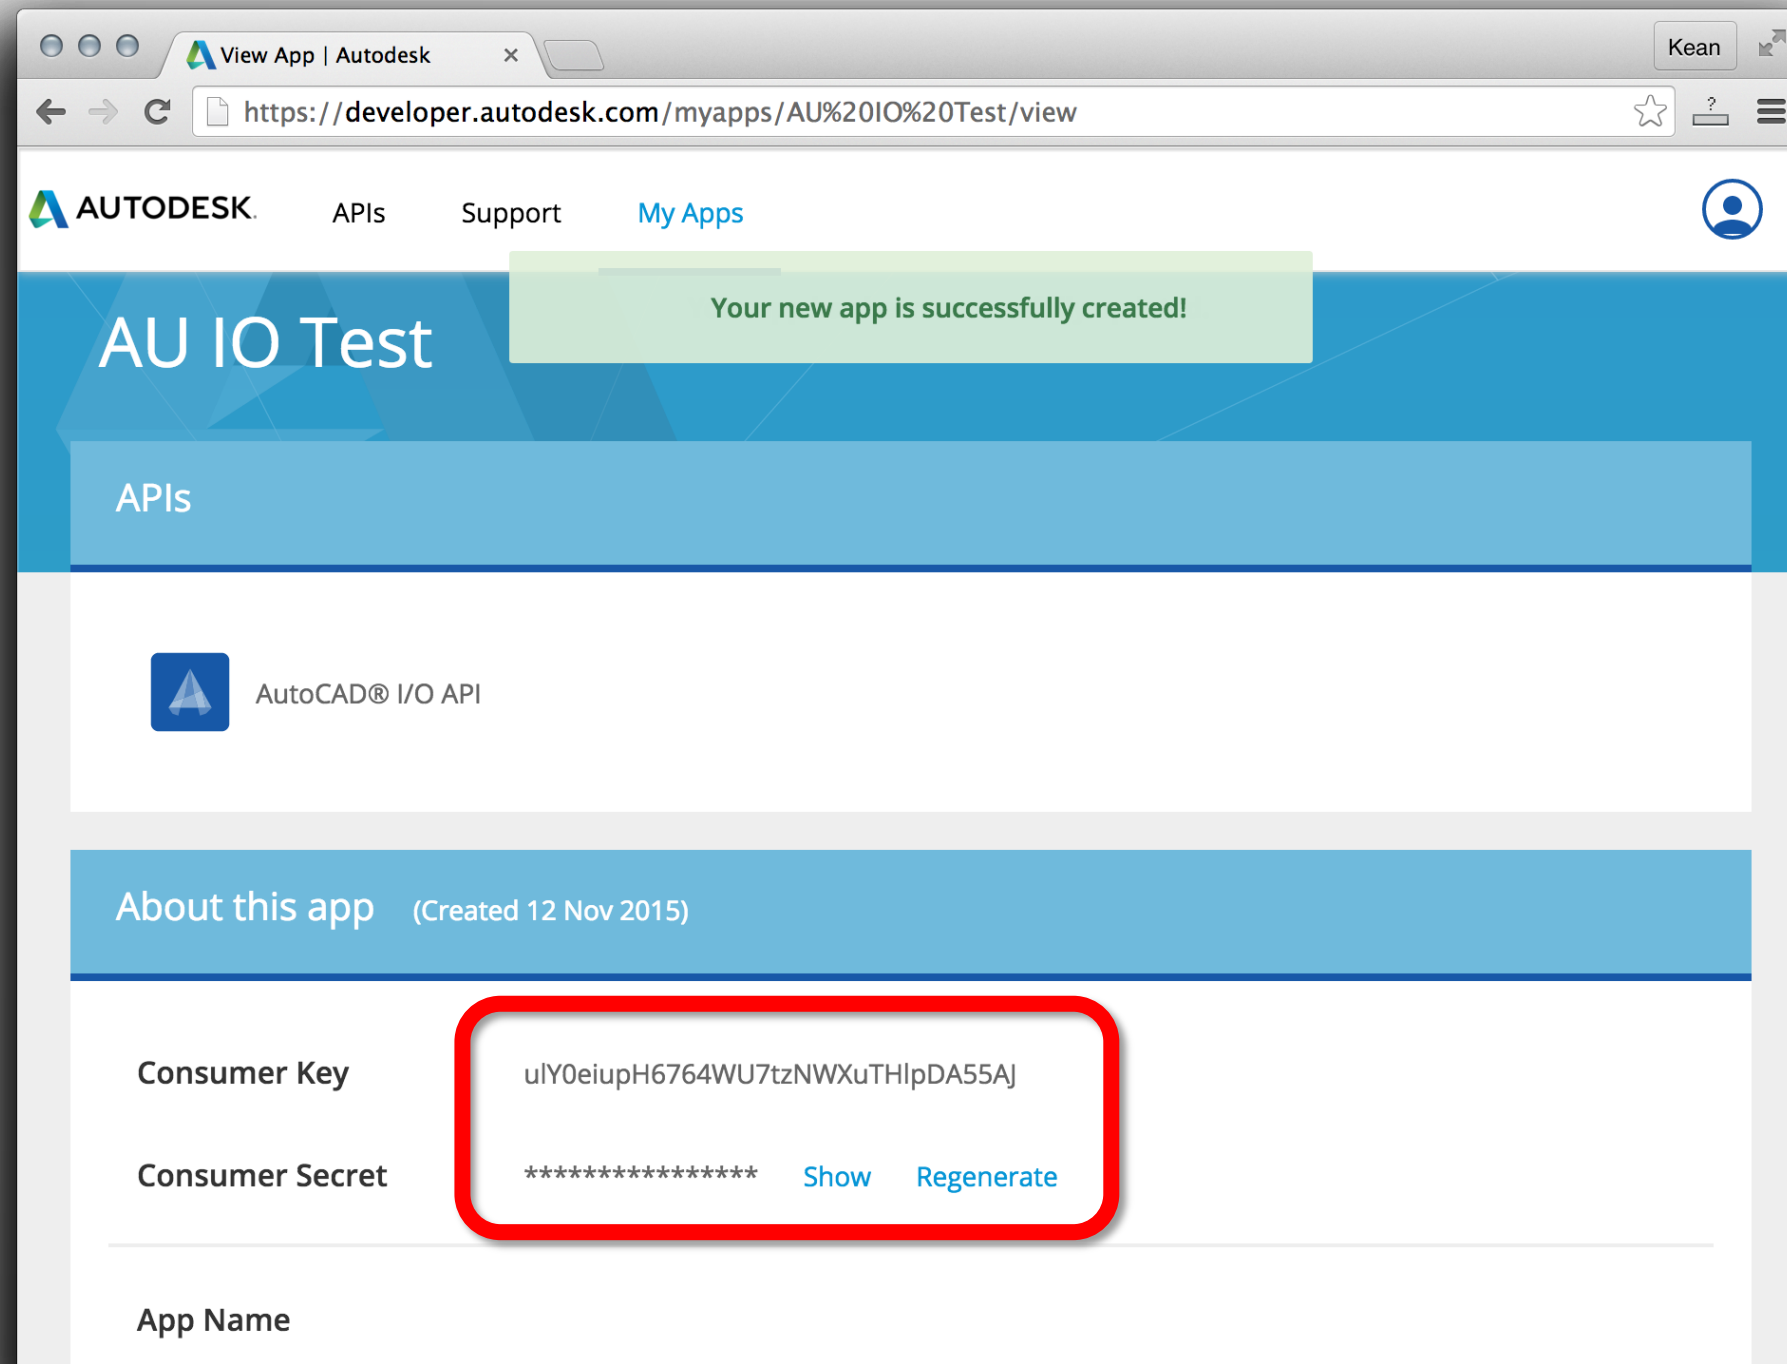 View App | Autodesk
Kean
https://developer.autodesk.com/myapps/AU%20IO%20Test/view
AUTODESK. APIs Support My Apps
Your new app is successfully created!
AU IO Test
APIs
AutoCAD® I/O API
About this app (Created 12 Nov 2015)
Consumer Key ulY0eiupH6764WU7tzNWXuTHlpDA55AJ
Consumer Secret **************** Show Regenerate
App Name